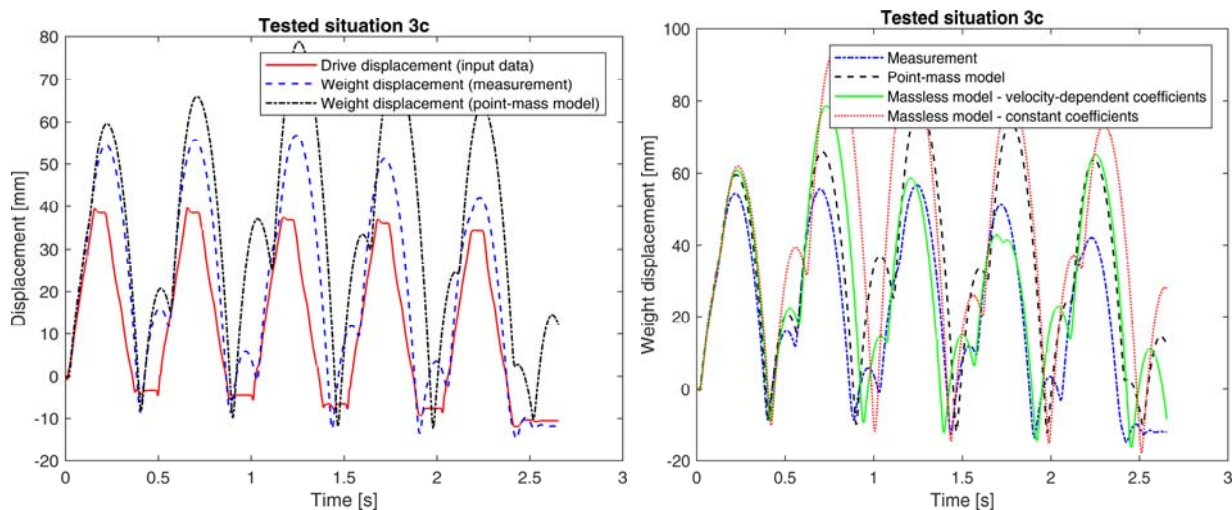 Tested situation 3c
Displacement [mm]
80
70
60
50
40
30
20
10
0
-10
-20
Drive displacement (input data)
Weight displacement (measurement)
Weight displacement (point-mass model)
0
0.5
1
1.5
2
2.5
3
Time [s]
Tested situation 3c
Weight displacement [mm]
100
80
60
40
20
0
-20
Measurement
Point-mass model
Massless model - velocity-dependent coefficients
Massless model - constant coefficients
0
0.5
1
1.5
2
2.5
3
Time [s]